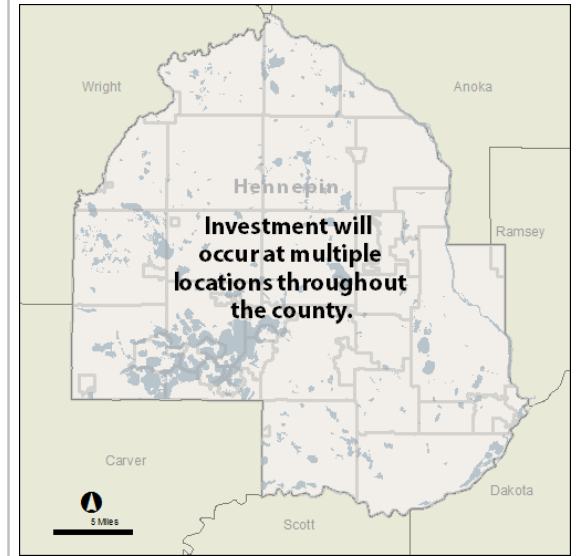 Wright
Anoka
Hennepin
Investment will
occur at multiple
locations throughout
the county.
Ramsey
Carver
Dakota
5 Miles
Scott